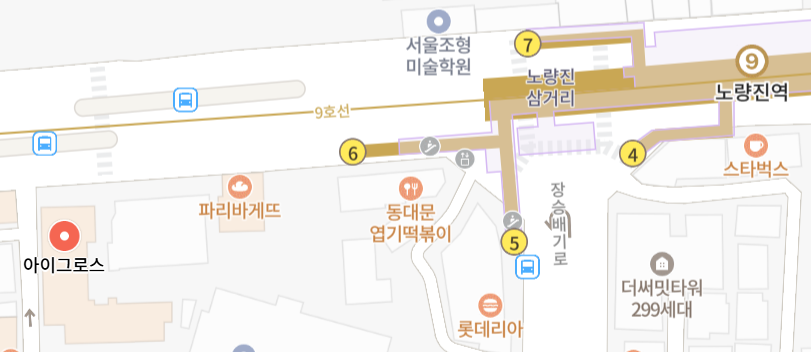 7
서울조형
미술학원
9
노량진
삼거리
노량진역
9호선
6
4
스타벅스
파리바게뜨
동대문
엽기떡볶이
장승배기로
5
아이그로스
더써밋타워
299세대
롯데리아